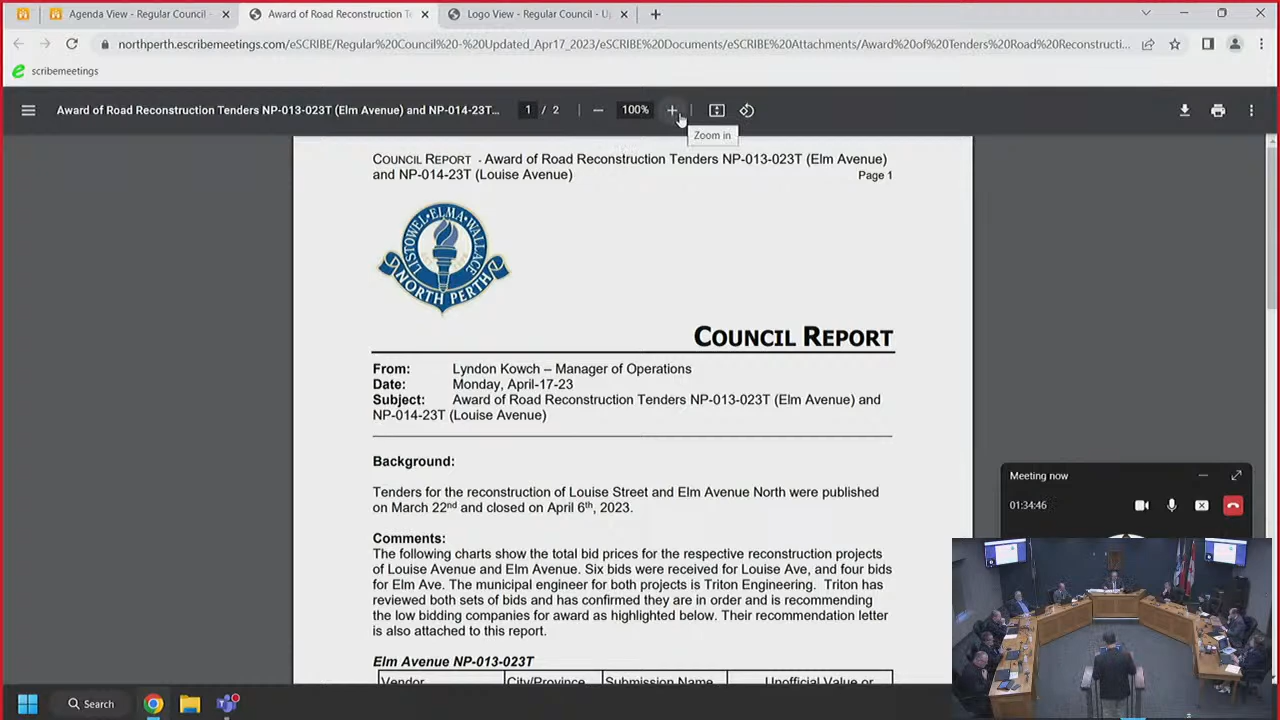 Agenda View - Regular Council -
Award of Road Reconstruction Te
Logo View - Regular Council - U
northperth.escribemeetings.com/eSCRIBE/Regular%20Council%20-%20Updated_Apr17_2023/eSCRIBE%20Documents/eSCRIBE%20Attachments/Award%20of%20Tenders%20Road%20Reconstructi...
scribemeetings
Award of Road Reconstruction Tenders NP-013-023T (Elm Avenue) and NP-014-23T...
1 / 2
100%
Zoom in
COUNCIL REPORT - Award of Road Reconstruction Tenders NP-013-023T (Elm Avenue)
and NP-014-23T (Louise Avenue) Page 1
LISTOWEL·ELMA·WALLACE
NORTH PERTH
COUNCIL REPORT
From: Lyndon Kowch – Manager of Operations
Date: Monday, April-17-23
Subject: Award of Road Reconstruction Tenders NP-013-023T (Elm Avenue) and
NP-014-23T (Louise Avenue)
Background:
Tenders for the reconstruction of Louise Street and Elm Avenue North were published
on March 22nd and closed on April 6th, 2023.
Comments:
The following charts show the total bid prices for the respective reconstruction projects
of Louise Avenue and Elm Avenue. Six bids were received for Louise Ave, and four bids
for Elm Ave. The municipal engineer for both projects is Triton Engineering. Triton has
reviewed both sets of bids and has confirmed they are in order and is recommending
the low bidding companies for award as highlighted below. Their recommendation letter
is also attached to this report.
Elm Avenue NP-013-023T
Vendor City/Province Submission Name Unofficial Value or
Meeting now
01:34:46
Search